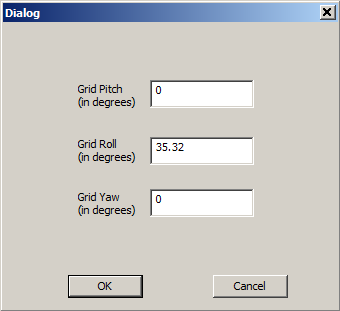 Dialog
Grid Pitch
(in degrees)
0
Grid Roll
(in degrees)
35.32
Grid Yaw
(in degrees)
0
OK
Cancel